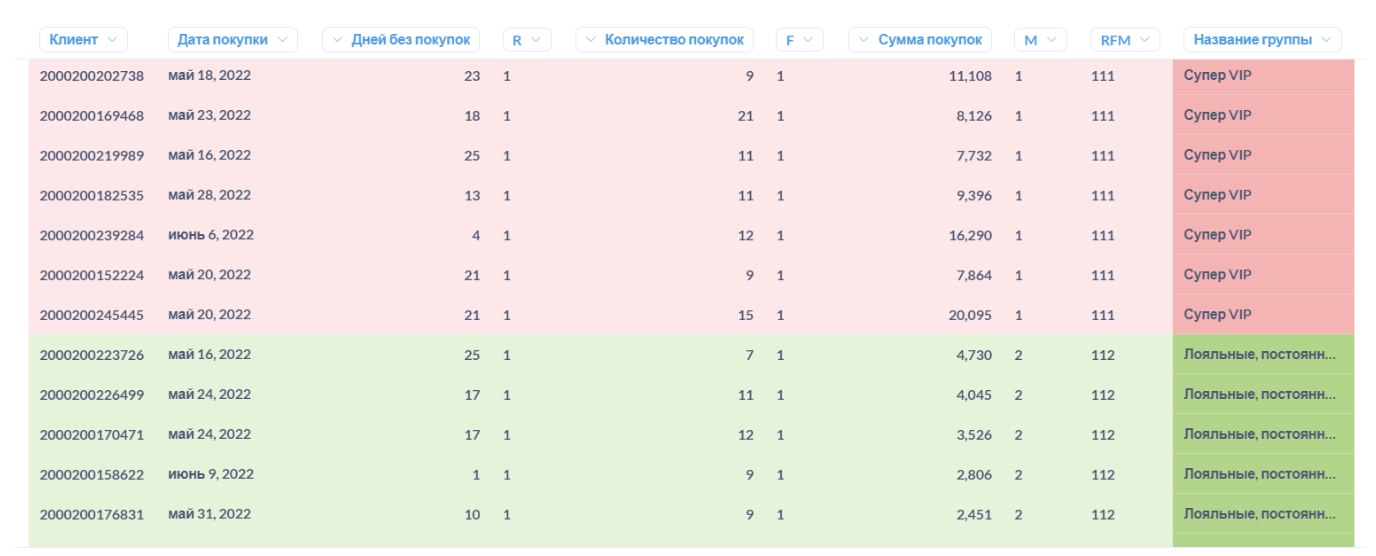 Клиент Дата покупки Дней без покупок R Количество покупок F Сумма покупок M RFM Название группы
2000200202738 май 18, 2022 23 1 9 1 11,108 1 111 Супер VIP
2000200169468 май 23, 2022 18 1 21 1 8,126 1 111 Супер VIP
2000200219989 май 16, 2022 25 1 11 1 7,732 1 111 Супер VIP
2000200182535 май 28, 2022 13 1 11 1 9,396 1 111 Супер VIP
2000200239284 июнь 6, 2022 4 1 12 1 16,290 1 111 Супер VIP
2000200152224 май 20, 2022 21 1 9 1 7,864 1 111 Супер VIP
2000200245445 май 20, 2022 21 1 15 1 20,095 1 111 Супер VIP
2000200223726 май 16, 2022 25 1 7 1 4,730 2 112 Лояльные, постоянн...
2000200226499 май 24, 2022 17 1 11 1 4,045 2 112 Лояльные, постоянн...
2000200170471 май 24, 2022 17 1 12 1 3,526 2 112 Лояльные, постоянн...
2000200158622 июнь 9, 2022 1 1 9 1 2,806 2 112 Лояльные, постоянн...
2000200176831 май 31, 2022 10 1 9 1 2,451 2 112 Лояльные, постоянн...